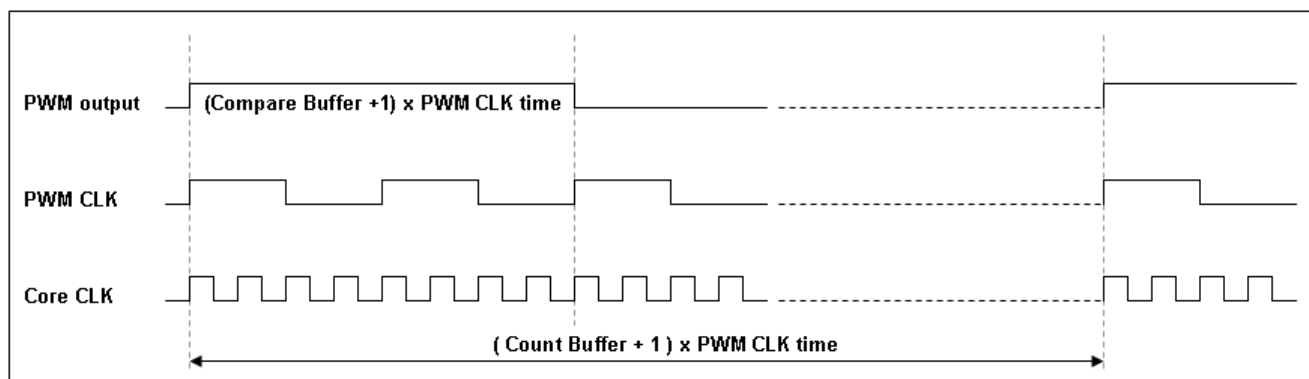 PWM output
(Compare Buffer +1) x PWM CLK time
PWM CLK
Core CLK
( Count Buffer + 1 ) x PWM CLK time